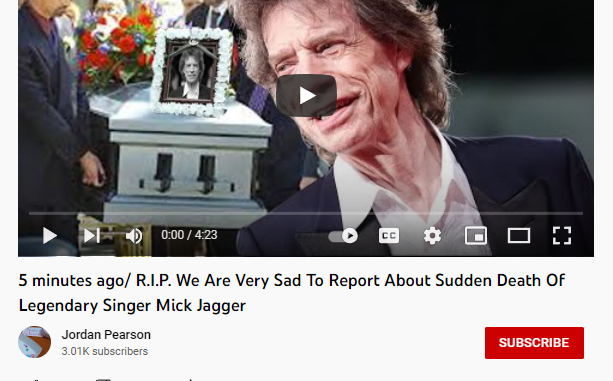 CC
0:00 / 4:23
5 minutes ago/ R.I.P. We Are Very Sad To Report About Sudden Death Of
Legendary Singer Mick Jagger
Jordan Pearson
3.01K subscribers
SUBSCRIBE